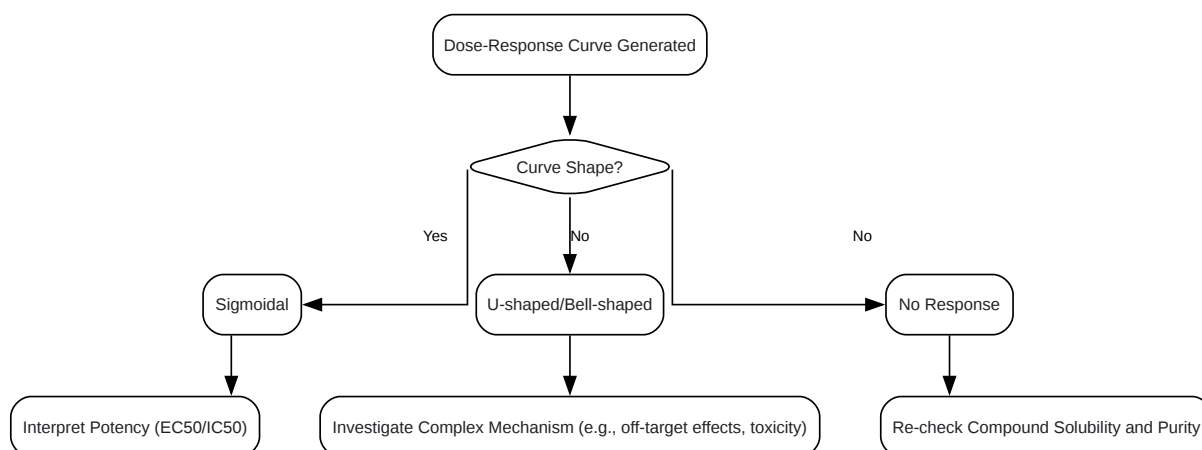 Dose-Response Curve Generated
Curve Shape?
Yes
No
No
Sigmoidal
U-shaped/Bell-shaped
No Response
Interpret Potency (EC50/IC50)
Investigate Complex Mechanism (e.g., off-target effects, toxicity)
Re-check Compound Solubility and Purity